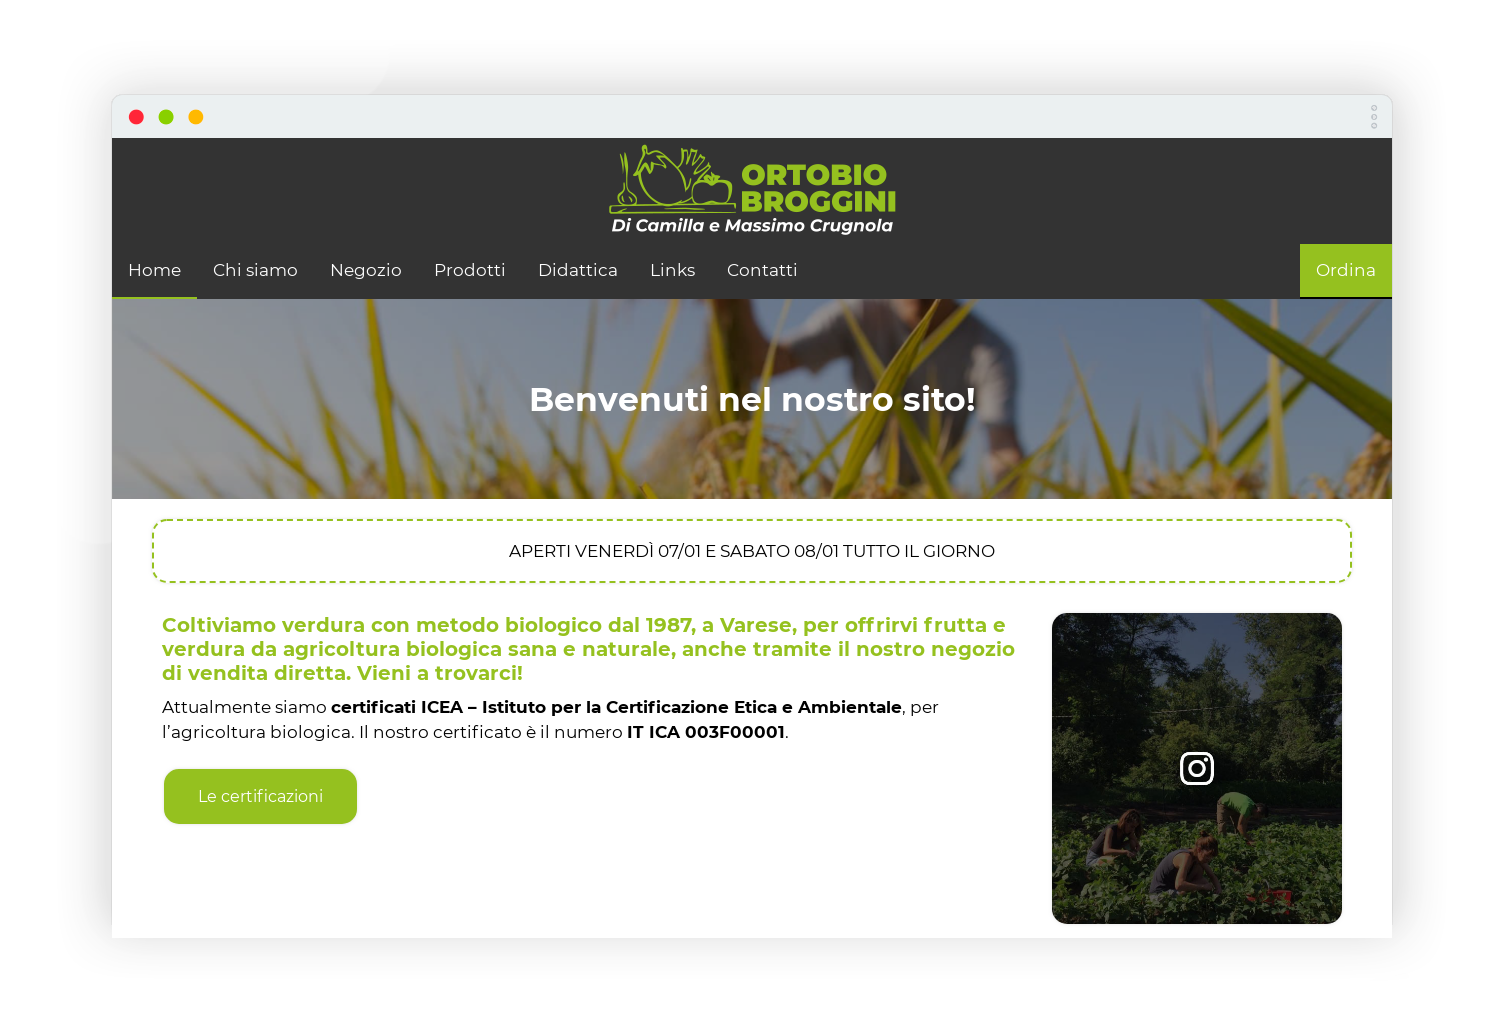 ORTOBIO
BROGGINI
Di Camilla e Massimo Crugnola
Home Chi siamo Negozio Prodotti Didattica Links Contatti Ordina
Benvenuti nel nostro sito!
APERTI VENERDÌ 07/01 E SABATO 08/01 TUTTO IL GIORNO
Coltiviamo verdura con metodo biologico dal 1987, a Varese, per offrirvi frutta e
verdura da agricoltura biologica sana e naturale, anche tramite il nostro negozio
di vendita diretta. Vieni a trovarci!
Attualmente siamo certificati ICEA – Istituto per la Certificazione Etica e Ambientale, per
l’agricoltura biologica. Il nostro certificato è il numero IT ICA 003F00001.
Le certificazioni